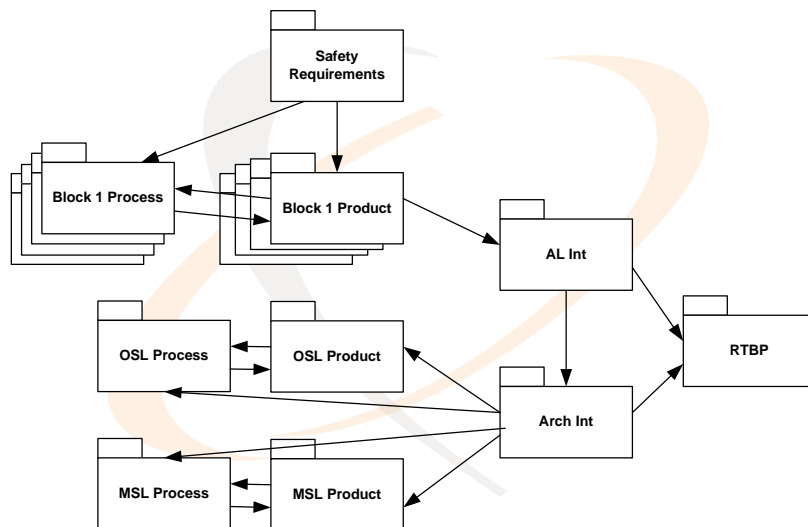 Safety
Requirements
Block 1 Process
Block 1 Product
AL Int
OSL Process
OSL Product
RTBP
Arch Int
MSL Process
MSL Product